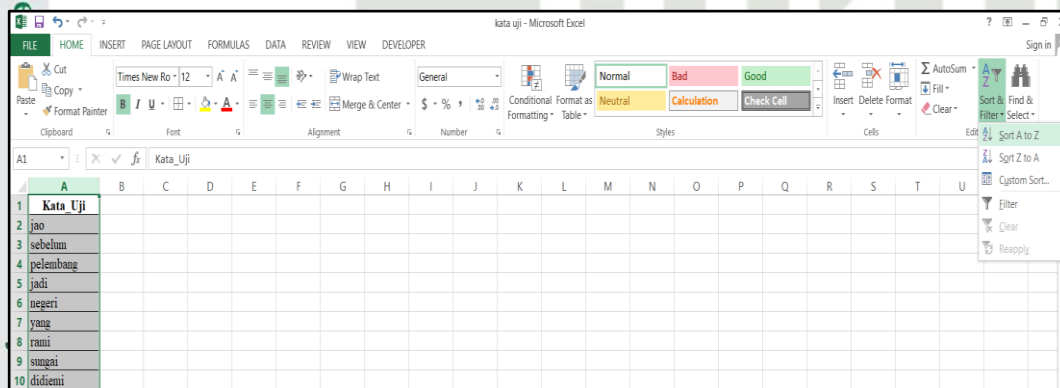 kata uji - Microsoft Excel
FILE HOME INSERT PAGE LAYOUT FORMULAS DATA REVIEW VIEW DEVELOPER Sign in
Paste
Cut
Copy
Format Painter
Clipboard
Times New Ro 12 A A
B I U A
Font
Wrap Text
Merge & Center
Alignment
General
$ % ,
Number
Conditional Formatting
Format as Table
Normal Bad Good
Neutral Calculation Check Cell
Styles
Insert Delete Format
Cells
AutoSum
Fill
Clear
Edit
Sort & Filter
Find & Select
Sort A to Z
Sort Z to A
Custom Sort...
Filter
Clear
Reapply
A1 fx Kata_Uji
A B C D E F G H I J K L M N O P Q R S T U
1 Kata_Uji
2 jao
3 sebelum
4 pelembang
5 jadi
6 negeri
7 yang
8 rami
9 sungai
10 didiemi